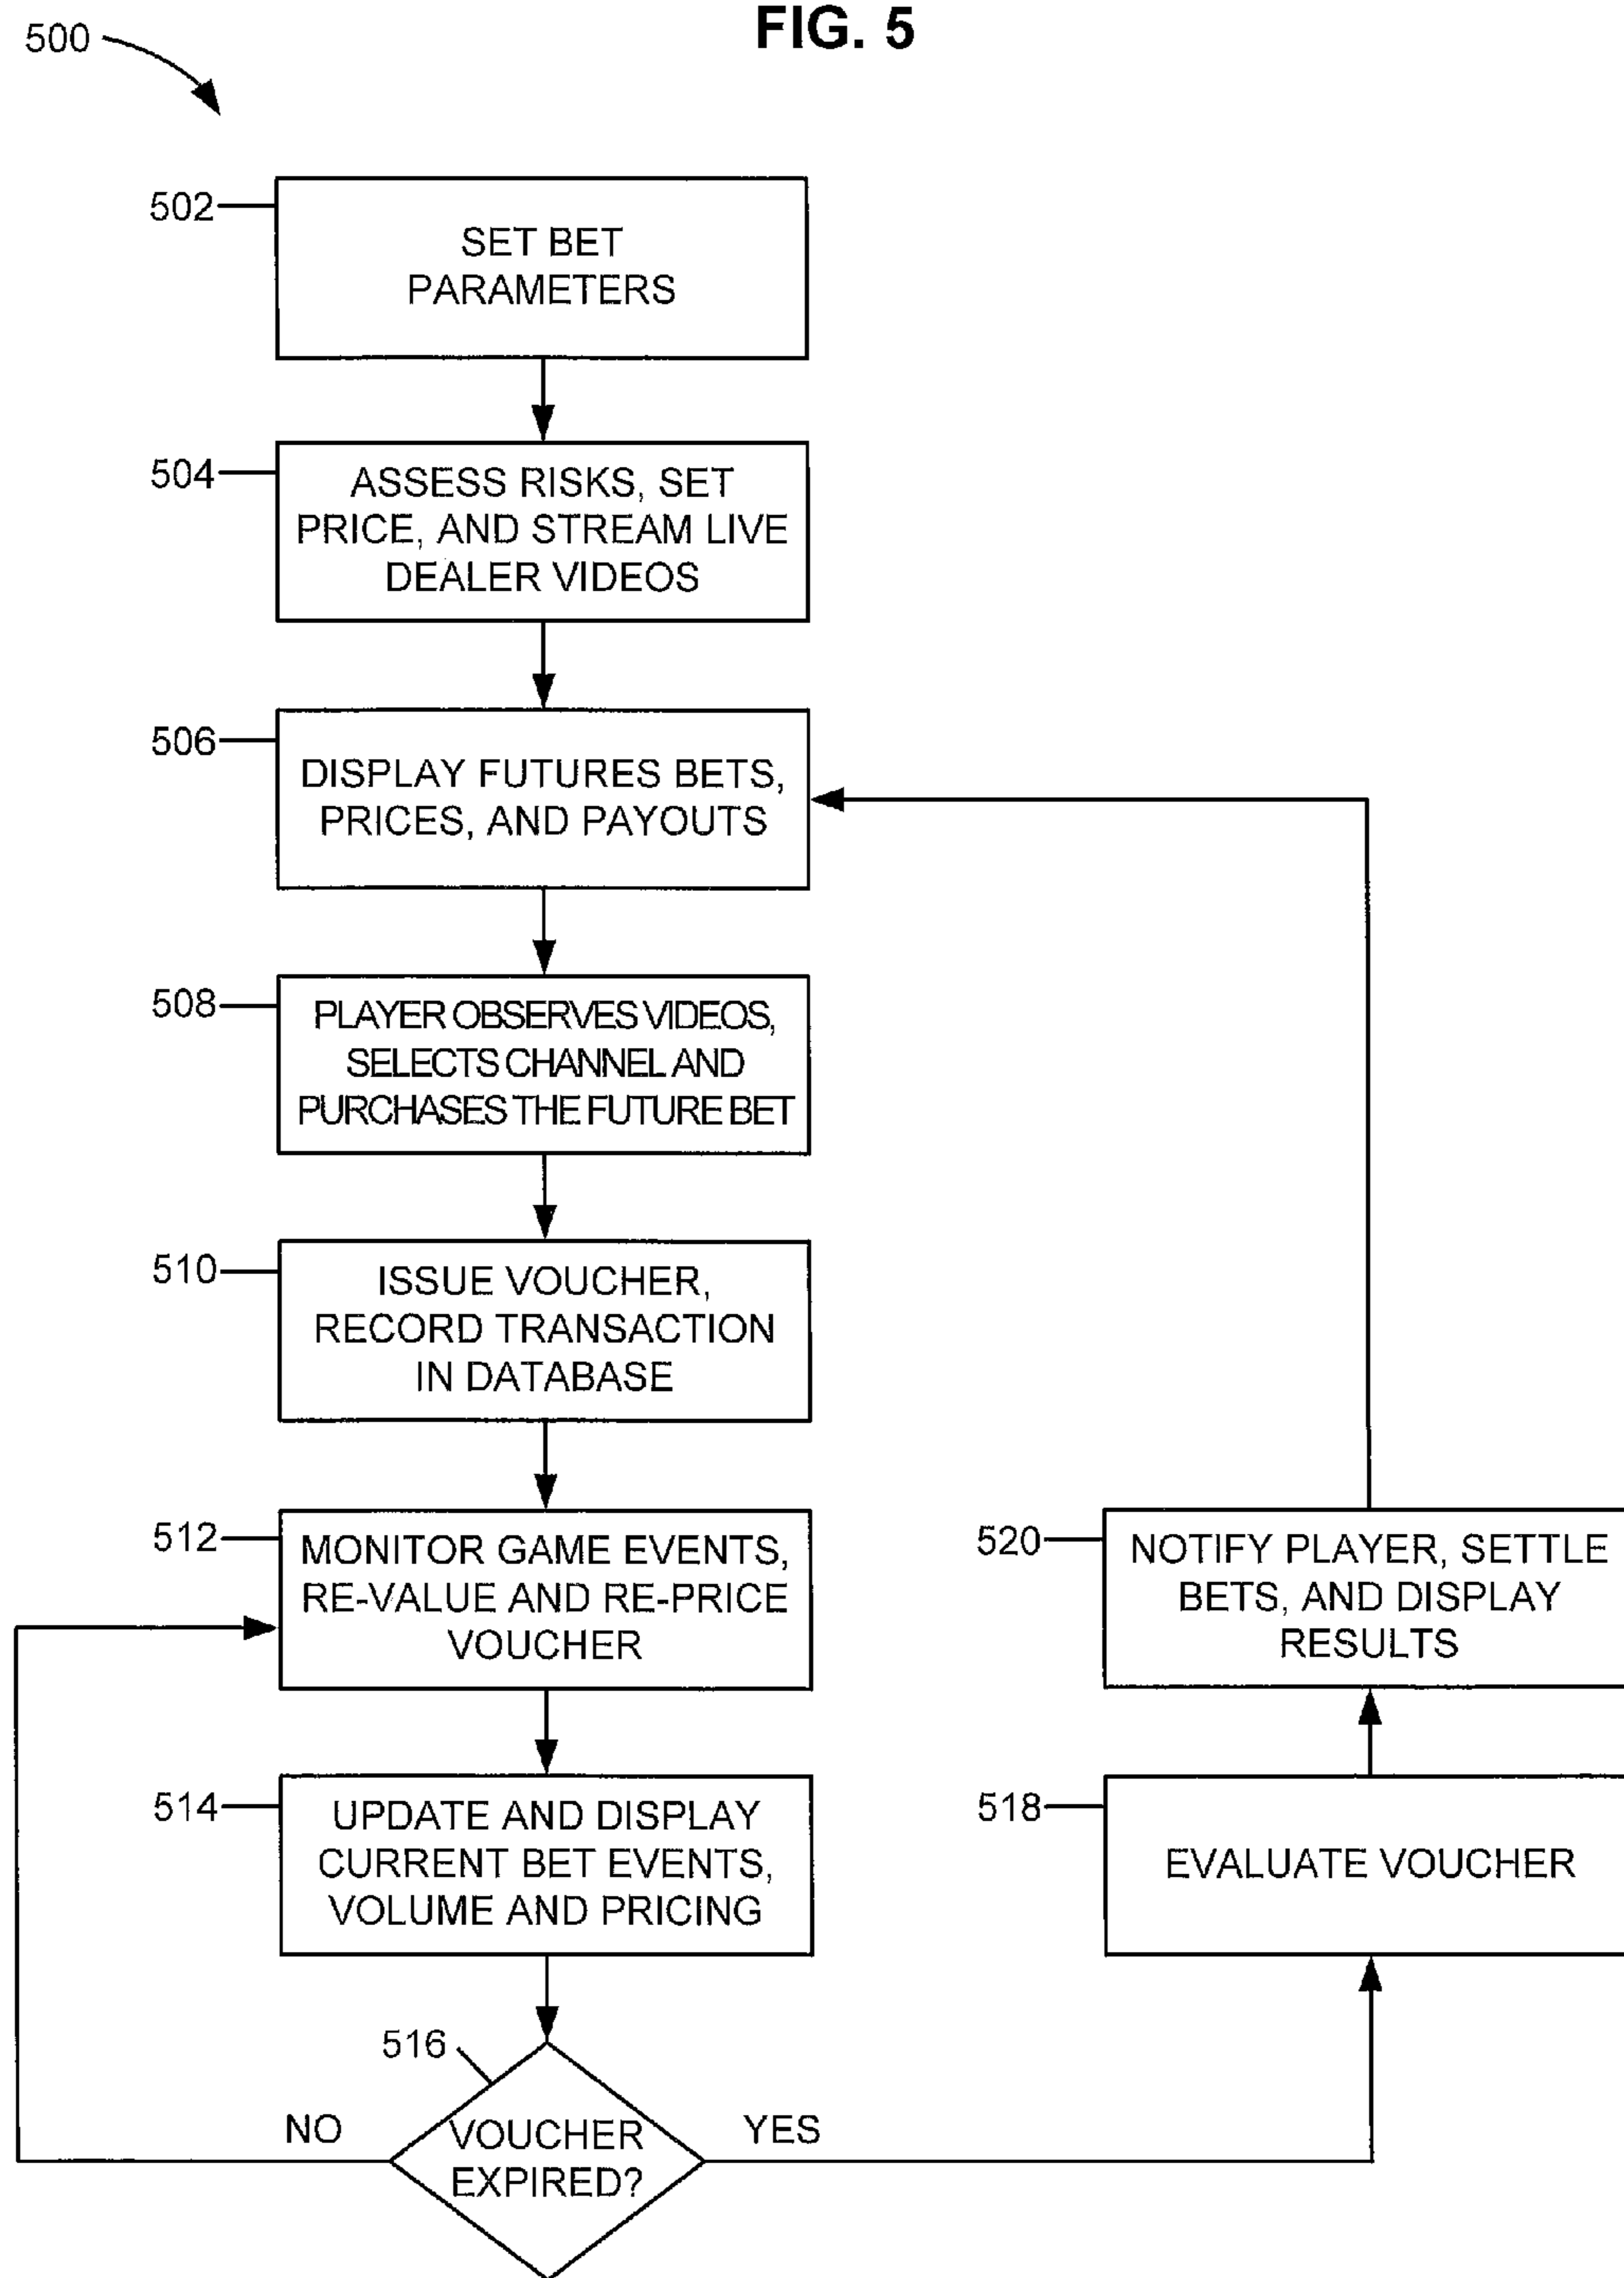 FIG. 5
500
502
SET BET
PARAMETERS
504
ASSESS RISKS, SET
PRICE, AND STREAM LIVE
DEALER VIDEOS
506
DISPLAY FUTURES BETS,
PRICES, AND PAYOUTS
508
PLAYER OBSERVES VIDEOS,
SELECTS CHANNEL AND
PURCHASES THE FUTURE BET
510
ISSUE VOUCHER,
RECORD TRANSACTION
IN DATABASE
512
MONITOR GAME EVENTS,
RE-VALUE AND RE-PRICE
VOUCHER
514
UPDATE AND DISPLAY
CURRENT BET EVENTS,
VOLUME AND PRICING
516
VOUCHER
EXPIRED?
NO
YES
518
EVALUATE VOUCHER
520
NOTIFY PLAYER, SETTLE
BETS, AND DISPLAY
RESULTS